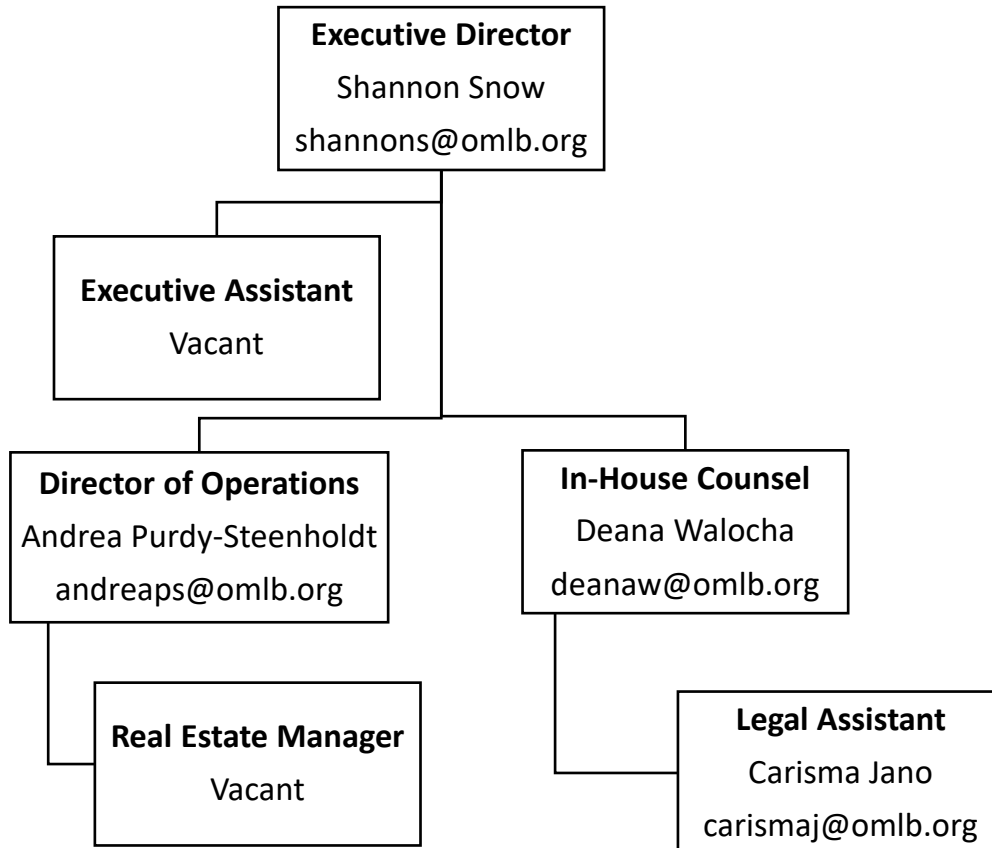 Executive Director
Shannon Snow
shannons@omlb.org
Executive Assistant
Vacant
Director of Operations
Andrea Purdy-Steenholdt
andreaps@omlb.org
In-House Counsel
Deana Walocha
deanaw@omlb.org
Real Estate Manager
Vacant
Legal Assistant
Carisma Jano
carismaj@omlb.org